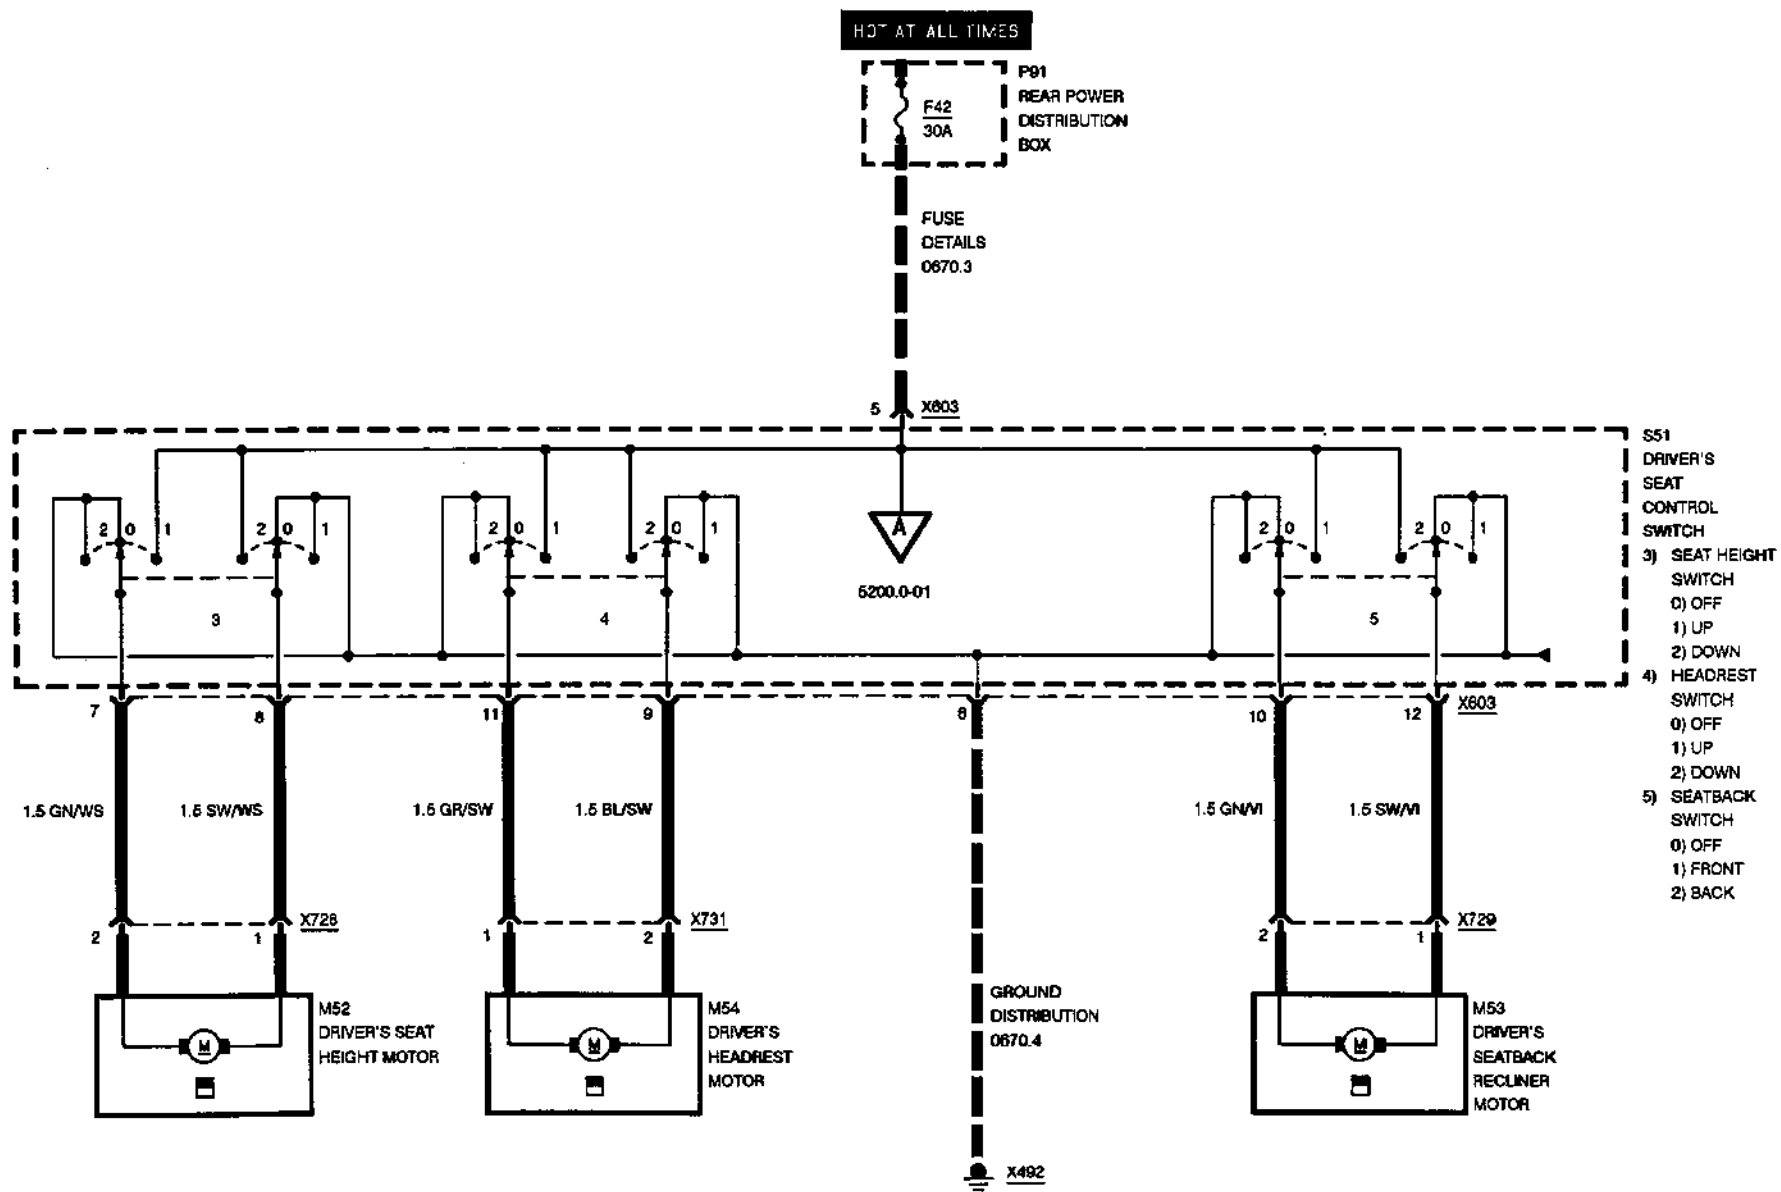 HOT AT ALL TIMES
P91
REAR POWER
DISTRIBUTION
BOX
F42
30A
FUSE
DETAILS
0670.3
5 X603
S51
DRIVER'S
SEAT
CONTROL
SWITCH
3) SEAT HEIGHT
SWITCH
0) OFF
1) UP
2) DOWN
4) HEADREST
SWITCH
0) OFF
1) UP
2) DOWN
5) SEATBACK
SWITCH
0) OFF
1) FRONT
2) BACK
2 0 1 2 0 1 2 0 1 2 0 1 A 2 0 1 2 0 1
5200.0-01
3 4 5
7 8 11 9 6 10 12 X603
1.5 GN/WS 1.5 SW/WS 1.5 GR/SW 1.5 BL/SW 1.5 GN/VI 1.5 SW/VI
2 1 X728 1 2 X731 2 1 X729
M52
DRIVER'S SEAT
HEIGHT MOTOR
M
M54
DRIVER'S
HEADREST
MOTOR
M
GROUND
DISTRIBUTION
0670.4
M53
DRIVER'S
SEATBACK
RECLINER
MOTOR
M
X492